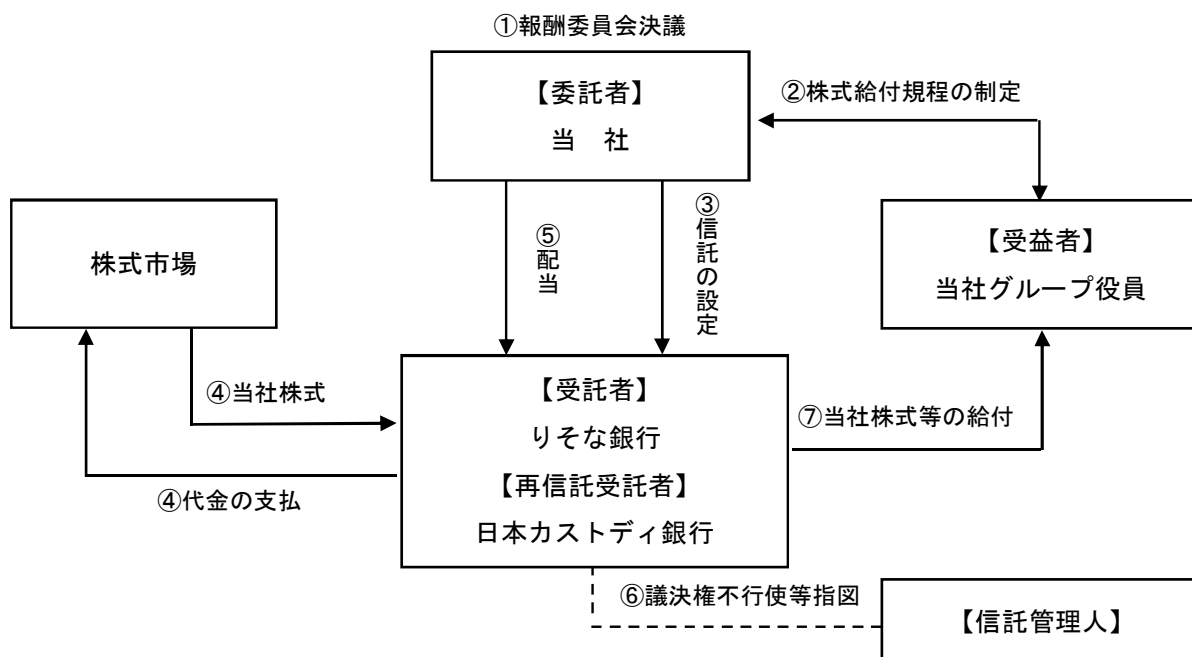 ①報酬委員会決議
【委託者】
当　社
②株式給付規程の制定
株式市場
⑤配当
③信託の設定
【受益者】
当社グループ役員
④当社株式
④代金の支払
【受託者】
りそな銀行
【再信託受託者】
日本カストディ銀行
⑦当社株式等の給付
⑥議決権不行使等指図
【信託管理人】